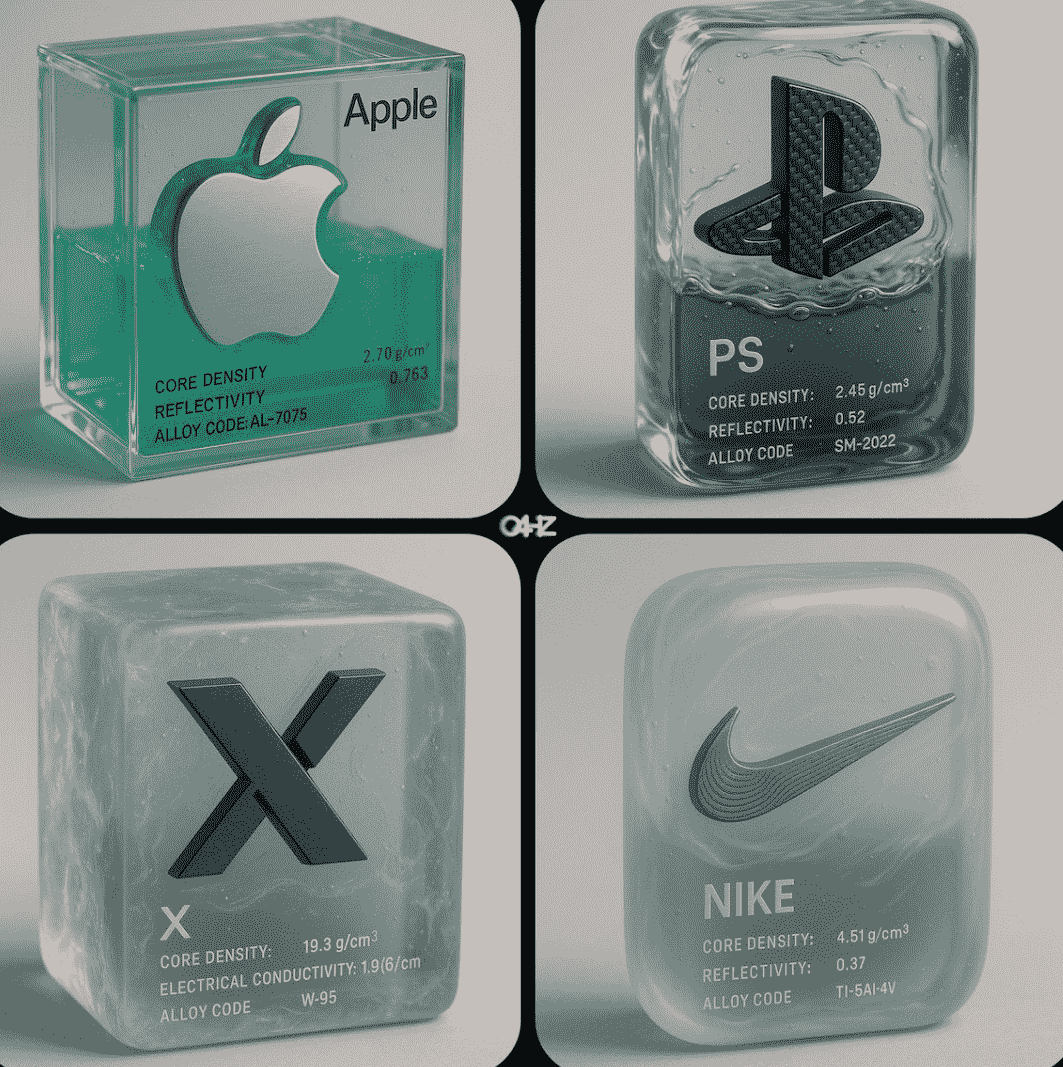 Apple
CORE DENSITY 2.70 g/cm³
REFLECTIVITY 0.763
ALLOY CODE: AL-7075
PS
CORE DENSITY: 2.45 g/cm³
REFLECTIVITY: 0.52
ALLOY CODE SM-2022
X
CORE DENSITY: 19.3 g/cm³
ELECTRICAL CONDUCTIVITY: 1.9(6/cm
ALLOY CODE W-95
NIKE
CORE DENSITY: 4.51 g/cm³
REFLECTIVITY: 0.37
ALLOY CODE TI-5AI-4V